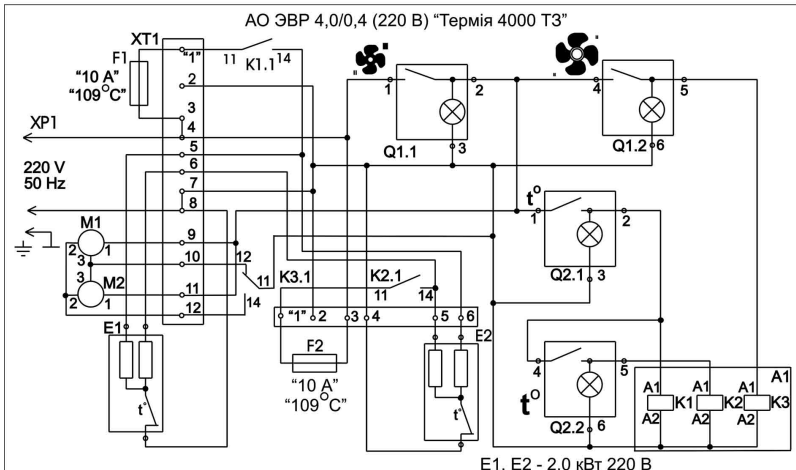 АО ЭВР 4,0/0,4 (220 В) “Термія 4000 ТЗ”
XT1
F1
“10 A”
“109°C”
“1”
2
3
4
5
6
7
8
9
10
11
12
11
K1.1
14
XP1
220 V
50 Hz
M1
2
1
3
3
M2
2
1
12
11
14
E1
t°
1
2
3
Q1.1
4
5
6
Q1.2
t°
1
2
3
Q2.1
4
5
6
t°
Q2.2
K3.1
K2.1
11
14
“1”
2
3
4
5
6
F2
“10 A”
“109°C”
E2
t°
A1
A1
K1
A2
A1
K2
A2
A1
K3
A2
E1, E2 - 2,0 кВт 220 В